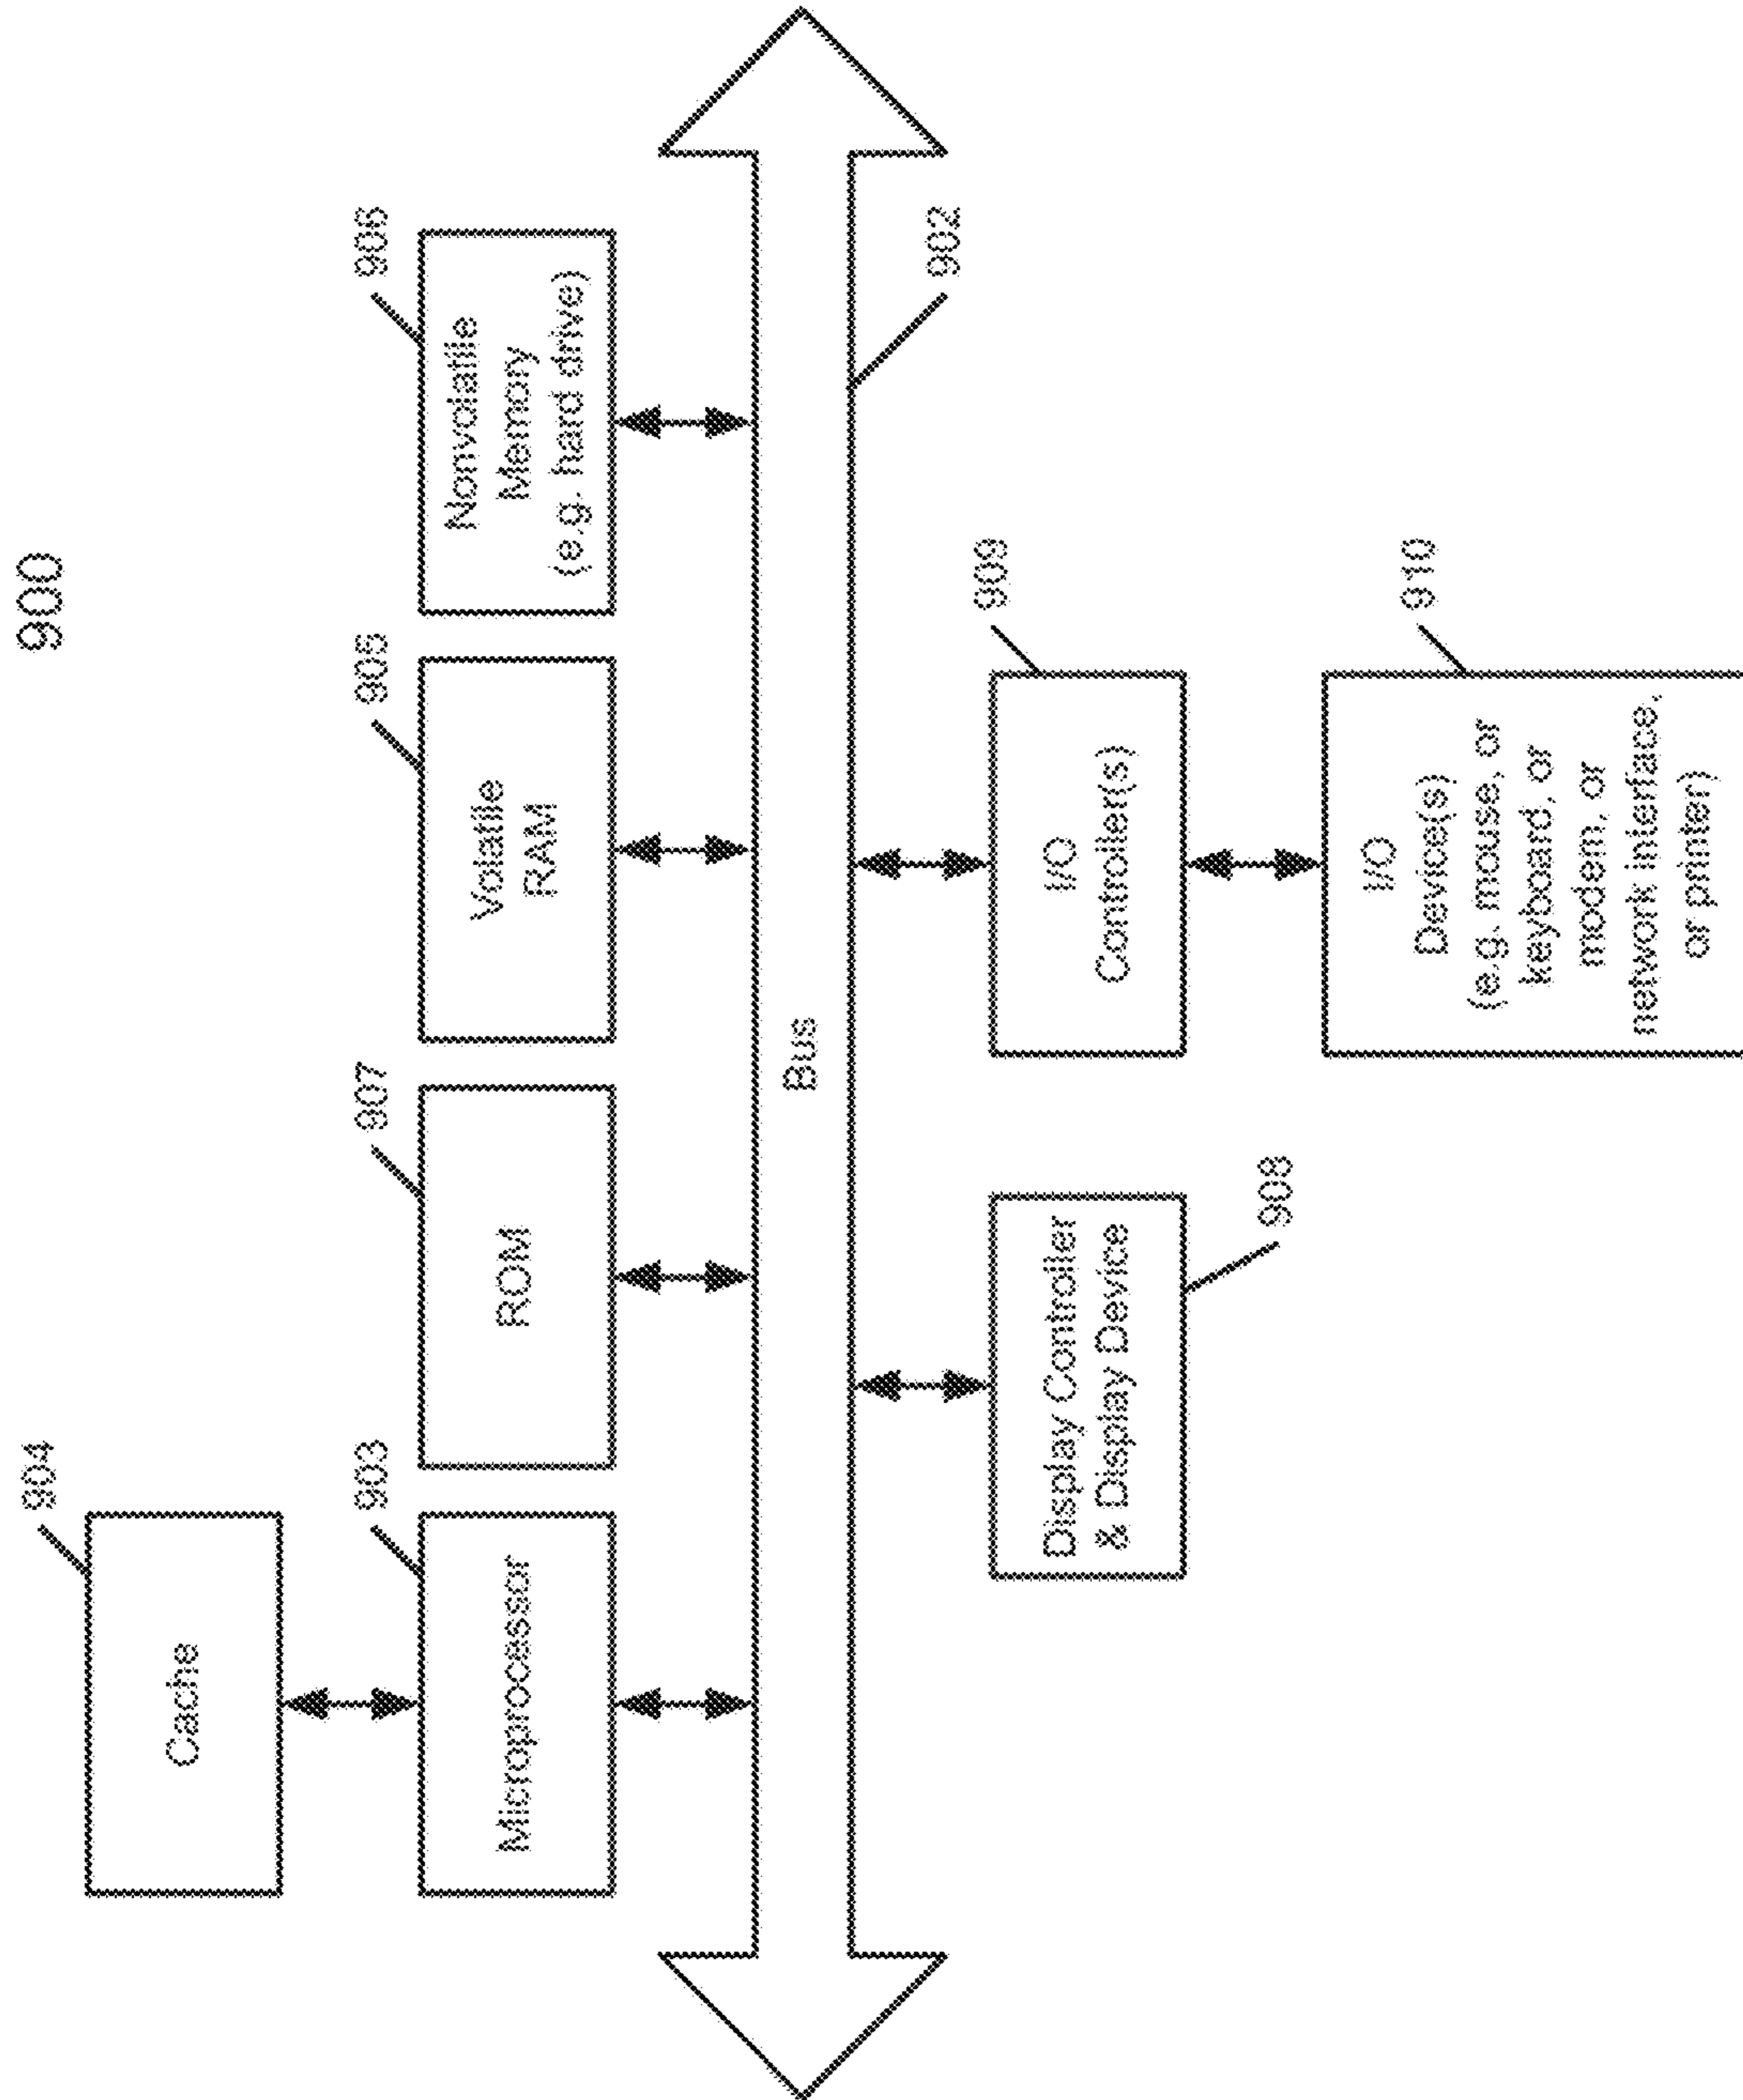 900
904
Cache
903
Microprocessor
907
ROM
905
Volatile
RAM
906
Nonvolatile
Memory
(e.g. hard drive)
Bus
902
Display Controller
& Display Device
908
909
I/O
Controller(s)
910
I/O
Device(s)
(e.g. mouse, or
keyboard, or
modem, or
network interface,
or printer)